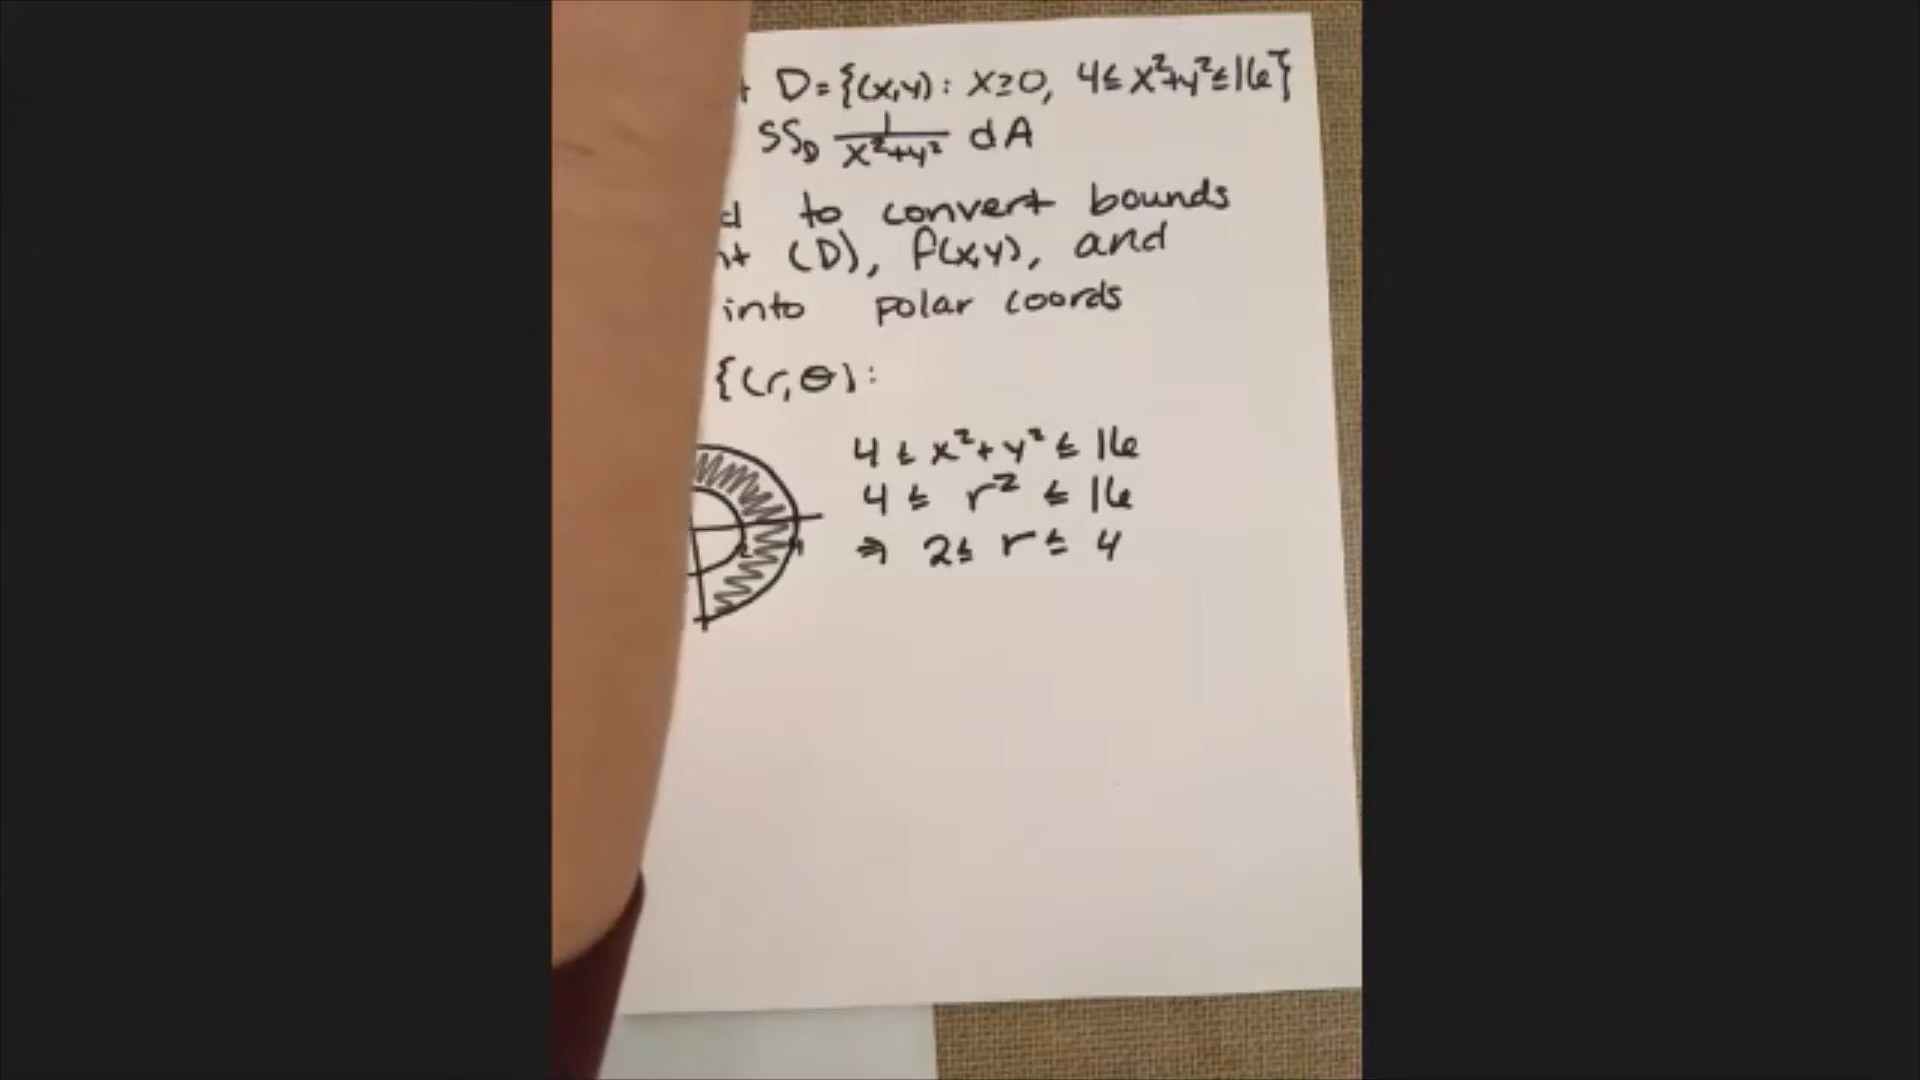 D={(x,y): x≥0, 4≤x²+y²≤16}
SS_D 1/(x²+y²) dA
to convert bounds
(D), f(x,y), and
into polar coords
{(r,θ):
4 ≤ x²+y² ≤ 16
4 ≤ r² ≤ 16
⇒ 2 ≤ r ≤ 4